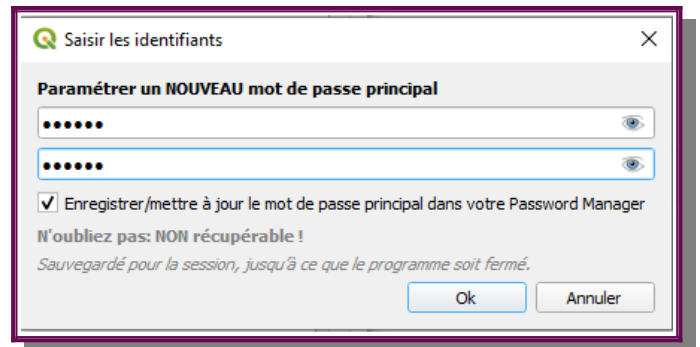 Saisir les identifiants
Paramétrer un NOUVEAU mot de passe principal
●●●●●●
●●●●●●
Enregistrer/mettre à jour le mot de passe principal dans votre Password Manager
N'oubliez pas: NON récupérable !
Sauvegardé pour la session, jusqu'à ce que le programme soit fermé.
Ok Annuler